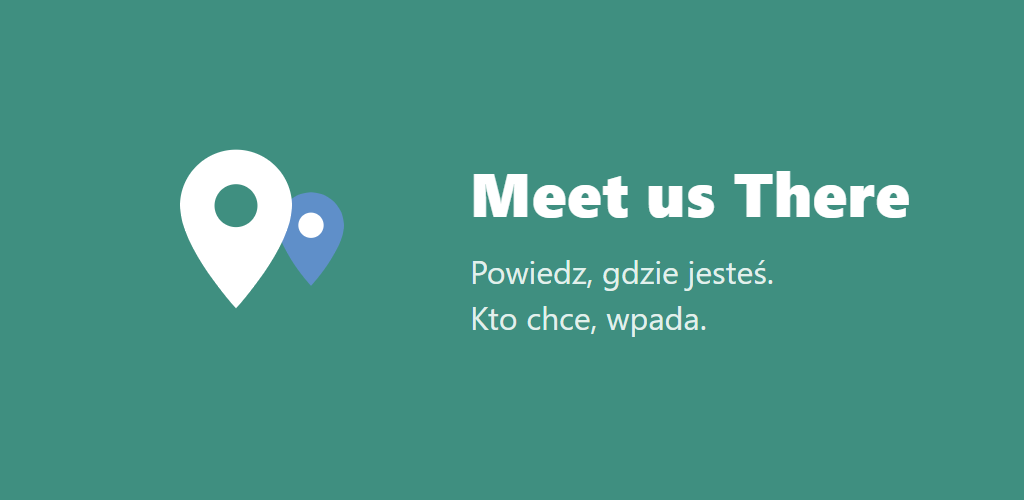 Meet us There
Powiedz, gdzie jesteś.
Kto chce, wpada.